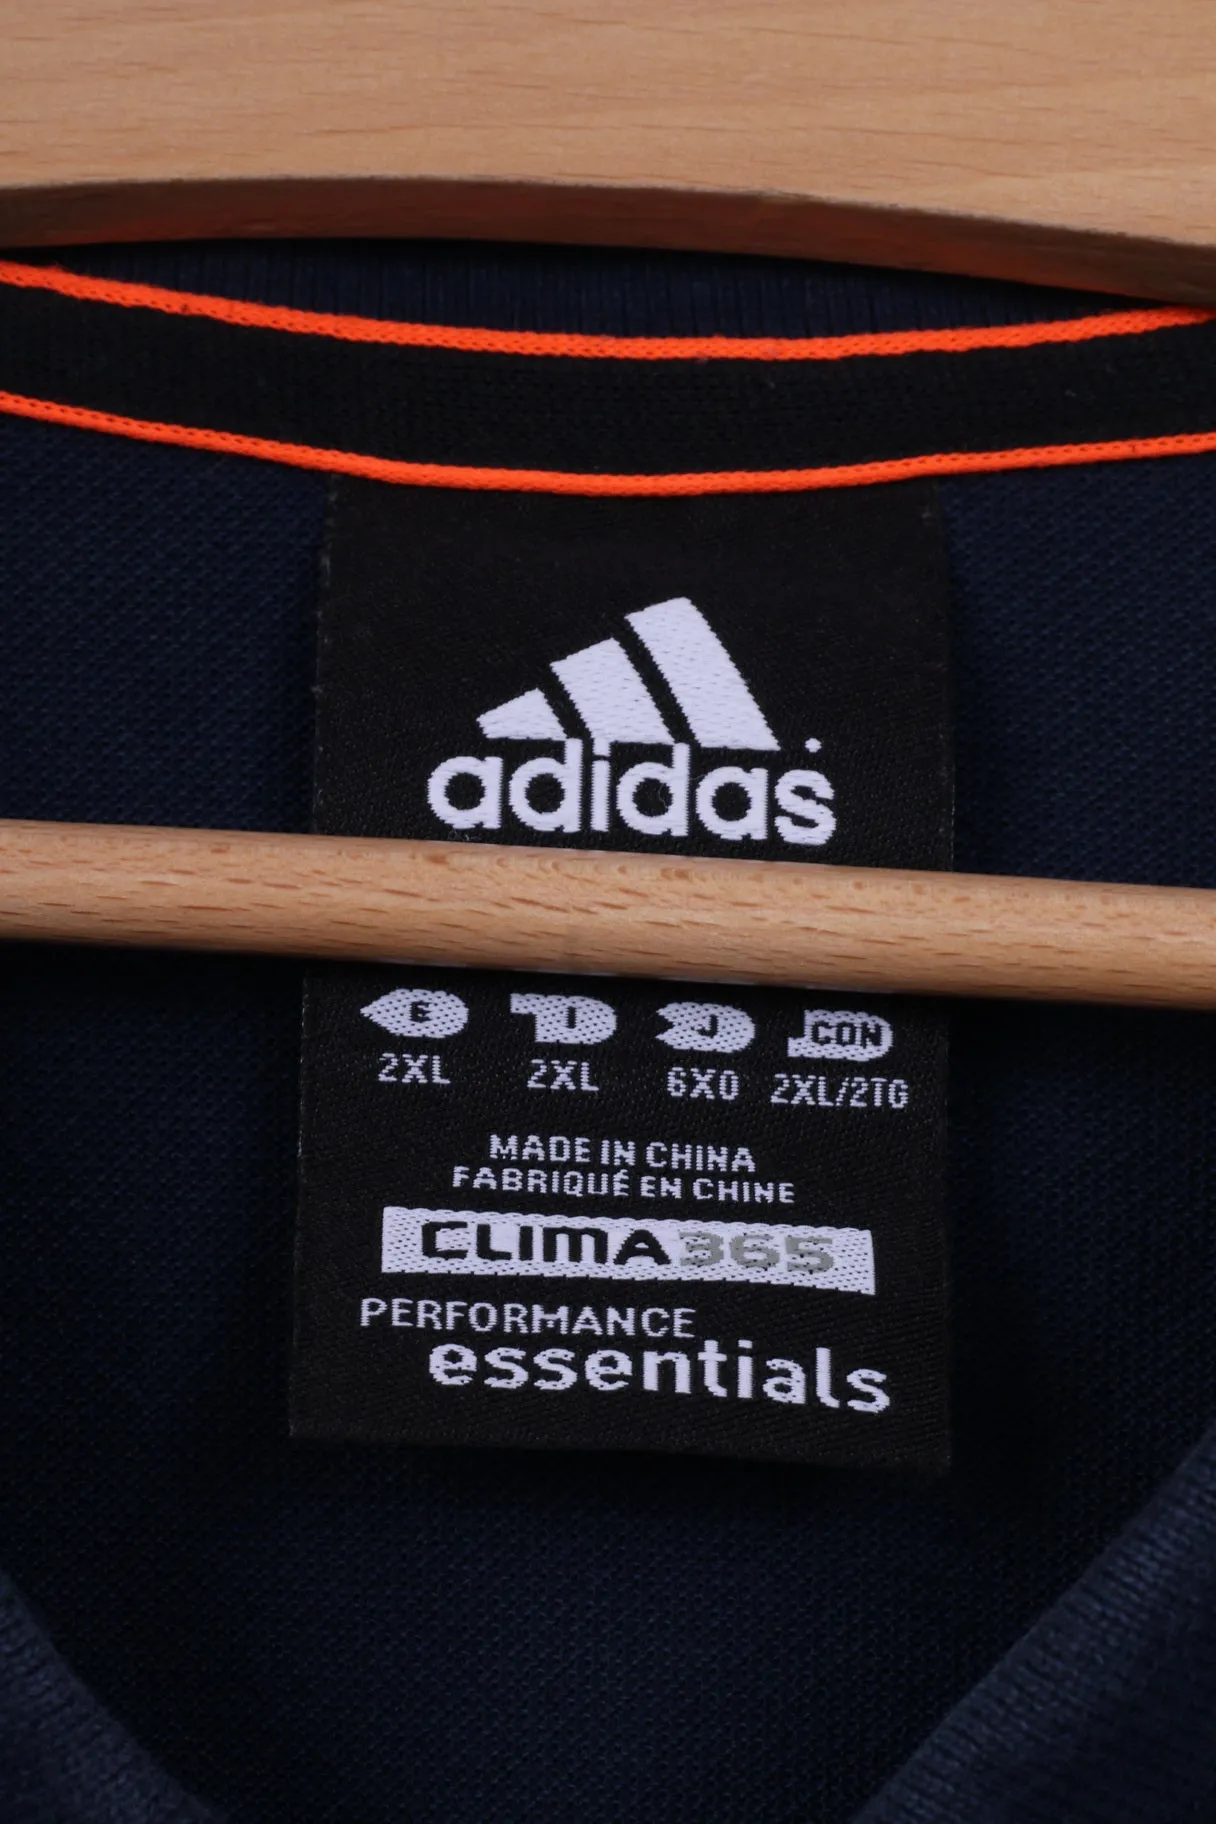 adidas
E I J CON
2XL 2XL 6XO 2XL/2TG
MADE IN CHINA
FABRIQUÉ EN CHINE
CLIMA365
PERFORMANCE
essentials